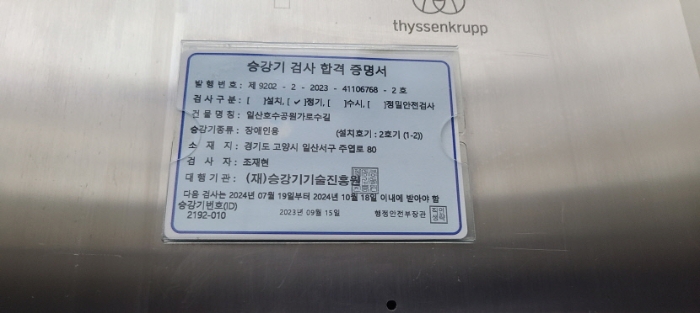 thyssenkrupp
승강기 검사 합격 증명서
발 행 번 호 : 제 9202 - 2 - 2023 - 41106768 - 2 호
검 사 구 분 : [ ]설치, [ ✓ ]정기, [ ]수시, [ ]정밀안전검사
건 물 명 칭 : 일산호수공원가로수길
승강기종류 : 장애인용 (설치호기 : 2호기 (1-2))
소 재 지 : 경기도 고양시 일산서구 주엽로 80
검 사 자 : 조재현
대 행 기 관 : (재)승강기기술진흥원
다음 검사는 2024년 07월 19일부터 2024년 10월 18일 이내에 받아야 함
승강기번호(ID)
2192-010 2023년 09월 15일 행정안전부장관